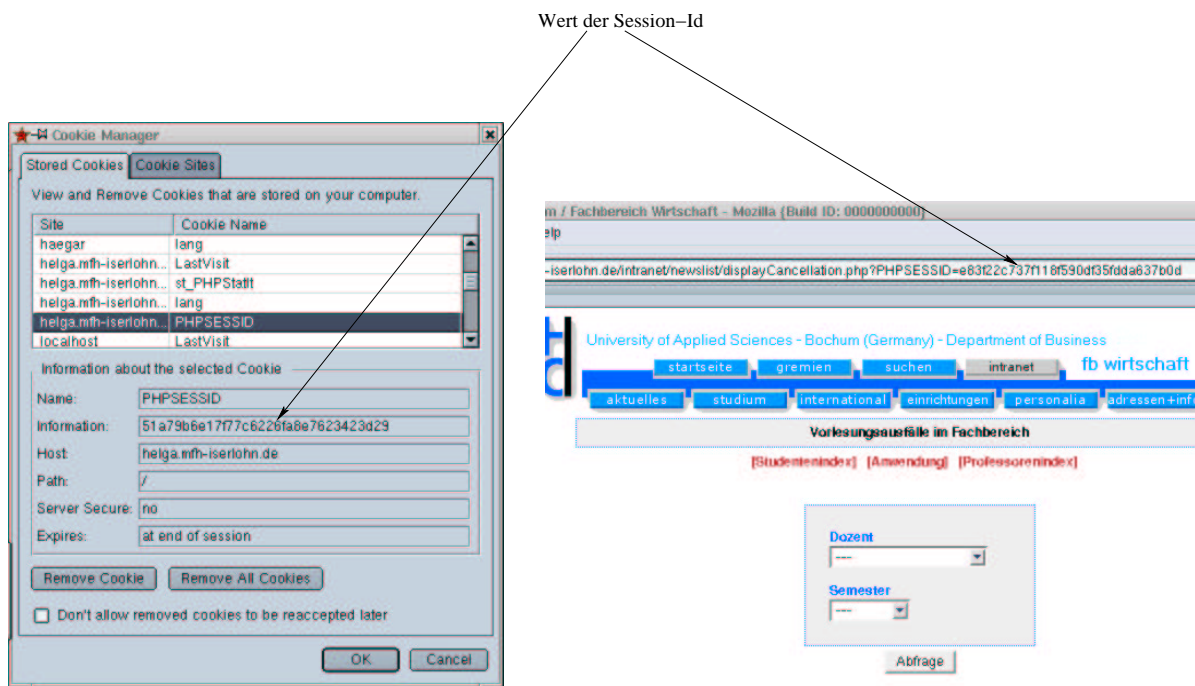 Wert der Session–Id
Cookie Manager
Stored Cookies
Cookie Sites
View and Remove Cookies that are stored on your computer.
Site Cookie Name
haegar lang
helga.mfh-iserlohn... LastVisit
helga.mfh-iserlohn... st_PHPStatIt
helga.mfh-iserlohn... lang
helga.mfh-iserlohn... PHPSESSID
localhost LastVisit
Information about the selected Cookie
Name: PHPSESSID
Information: 51a79b6e17f77c6226fa8e7623423d29
Host: helga.mfh-iserlohn.de
Path: /
Server Secure: no
Expires: at end of session
Remove Cookie
Remove All Cookies
Don't allow removed cookies to be reaccepted later
OK
Cancel
m / Fachbereich Wirtschaft - Mozilla {Build ID: 0000000000}
elp
-iserlohn.de/intranet/newslist/displayCancellation.php?PHPSESSID=e83f22c737f118f590df35fdda637b0d
University of Applied Sciences - Bochum (Germany) - Department of Business
startseite gremien suchen intranet fb wirtschaft
aktuelles studium international einrichtungen personalia adressen+inf
Vorlesungsausfälle im Fachbereich
[Studentenindex] [Anwendung] [Professorenindex]
Dozent
---
Semester
---
Abfrage